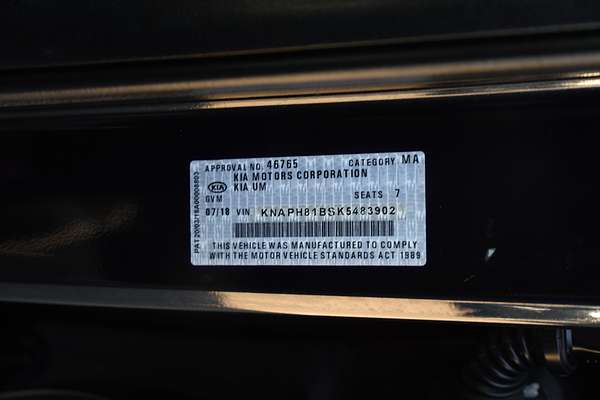 APPROVAL NO. 46765 CATEGORY MA
KIA MOTORS CORPORATION
KIA KIA UM
GVM SEATS 7
07/18 VIN KNAPH81BSK5483902
THIS VEHICLE WAS MANUFACTURED TO COMPLY
WITH THE MOTOR VEHICLE STANDARDS ACT 1989